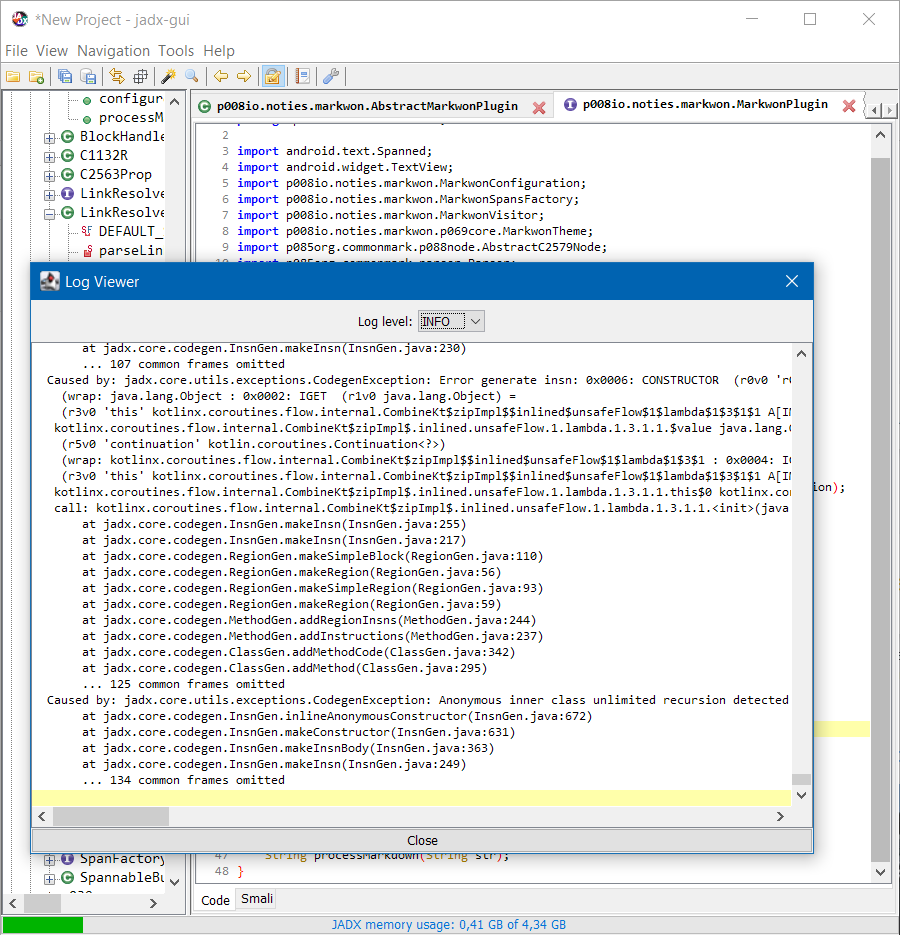 *New Project - jadx-gui
File View Navigation Tools Help
configur
processM
BlockHandle
C1132R
C2563Prop
LinkResolve
LinkResolve
DEFAULT_
parseLin
p008io.noties.markwon.AbstractMarkwonPlugin
p008io.noties.markwon.MarkwonPlugin
2
3 import android.text.Spanned;
4 import android.widget.TextView;
5 import p008io.noties.markwon.MarkwonConfiguration;
6 import p008io.noties.markwon.MarkwonSpansFactory;
7 import p008io.noties.markwon.MarkwonVisitor;
8 import p008io.noties.markwon.p069core.MarkwonTheme;
9 import p085org.commonmark.p088node.AbstractC2579Node;
10 import p085org.commonmark.parser.Parser;
Log Viewer
Log level: INFO
at jadx.core.codegen.InsnGen.makeInsn(InsnGen.java:230)
... 107 common frames omitted
Caused by: jadx.core.utils.exceptions.CodegenException: Error generate insn: 0x0006: CONSTRUCTOR  (r0v0 'r0
(wrap: java.lang.Object : 0x0002: IGET  (r1v0 java.lang.Object) =
(r3v0 'this' kotlinx.coroutines.flow.internal.CombineKt$zipImpl$$inlined$unsafeFlow$1$lambda$1$3$1$1 A[IN
kotlinx.coroutines.flow.internal.CombineKt$zipImpl$.inlined.unsafeFlow.1.lambda.1.3.1.1.$value java.lang.O
(r5v0 'continuation' kotlin.coroutines.Continuation<?>)
(wrap: kotlinx.coroutines.flow.internal.CombineKt$zipImpl$$inlined$unsafeFlow$1$lambda$1$3$1 : 0x0004: IG
(r3v0 'this' kotlinx.coroutines.flow.internal.CombineKt$zipImpl$$inlined$unsafeFlow$1$lambda$1$3$1$1 A[IN
kotlinx.coroutines.flow.internal.CombineKt$zipImpl$.inlined.unsafeFlow.1.lambda.1.3.1.1.this$0 kotlinx.cor
ion);
call: kotlinx.coroutines.flow.internal.CombineKt$zipImpl$.inlined.unsafeFlow.1.lambda.1.3.1.1.<init>(java
at jadx.core.codegen.InsnGen.makeInsn(InsnGen.java:255)
at jadx.core.codegen.InsnGen.makeInsn(InsnGen.java:217)
at jadx.core.codegen.RegionGen.makeSimpleBlock(RegionGen.java:110)
at jadx.core.codegen.RegionGen.makeRegion(RegionGen.java:56)
at jadx.core.codegen.RegionGen.makeSimpleRegion(RegionGen.java:93)
at jadx.core.codegen.RegionGen.makeRegion(RegionGen.java:59)
at jadx.core.codegen.MethodGen.addRegionInsns(MethodGen.java:244)
at jadx.core.codegen.MethodGen.addInstructions(MethodGen.java:237)
at jadx.core.codegen.ClassGen.addMethodCode(ClassGen.java:342)
at jadx.core.codegen.ClassGen.addMethod(ClassGen.java:295)
... 125 common frames omitted
Caused by: jadx.core.utils.exceptions.CodegenException: Anonymous inner class unlimited recursion detected
at jadx.core.codegen.InsnGen.inlineAnonymousConstructor(InsnGen.java:672)
at jadx.core.codegen.InsnGen.makeConstructor(InsnGen.java:631)
at jadx.core.codegen.InsnGen.makeInsnBody(InsnGen.java:363)
at jadx.core.codegen.InsnGen.makeInsn(InsnGen.java:249)
... 134 common frames omitted
Close
SpanFactory
SpannableBu
47 String processMarkdown(String str);
48 }
Code Smali
JADX memory usage: 0,41 GB of 4,34 GB